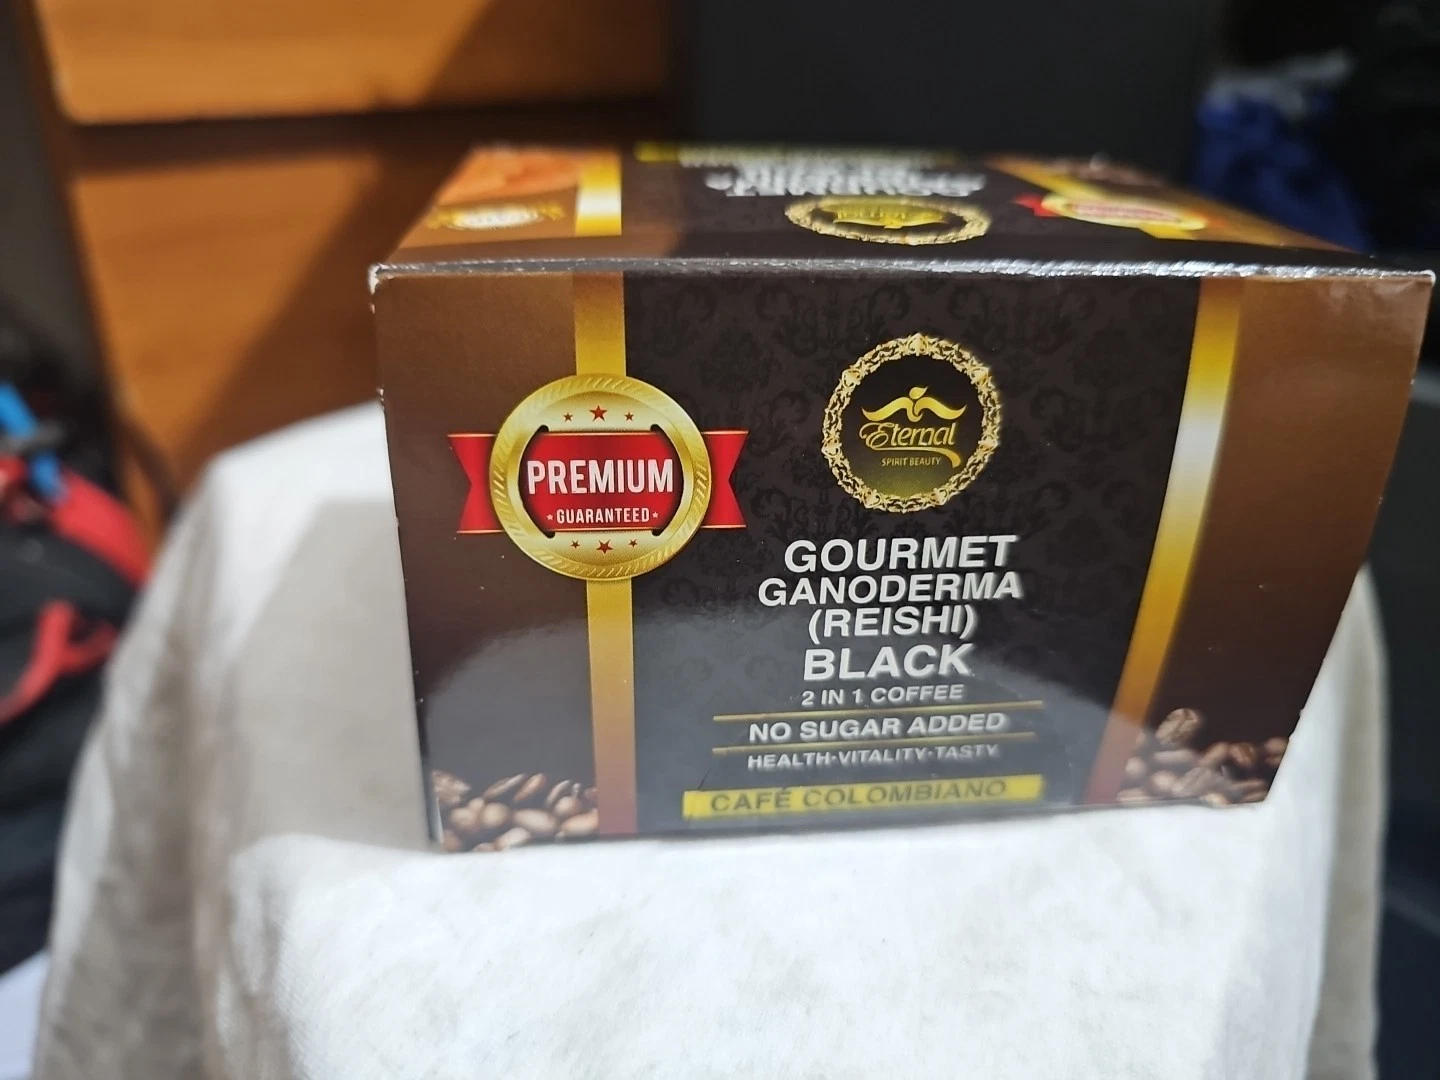 PREMIUM
GUARANTEED
Eternal
SPIRIT BEAUTY
GOURMET
GANODERMA
(REISHI)
BLACK
2 IN 1 COFFEE
NO SUGAR ADDED
HEALTH·VITALITY·TASTY
CAFÉ COLOMBIANO